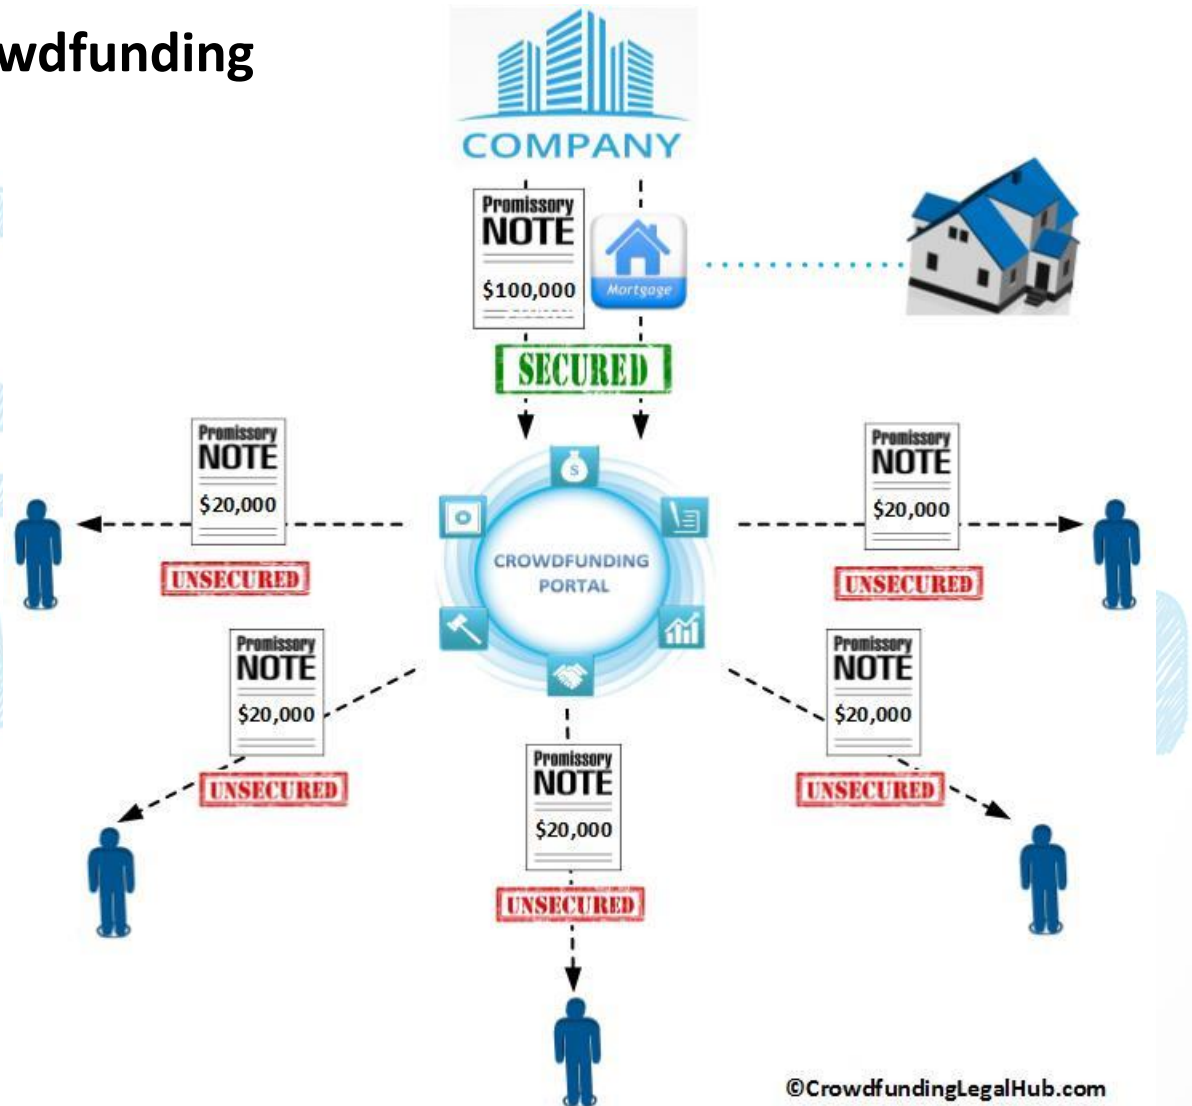 wdfunding
COMPANY
Promissory
NOTE
$100,000
Mortgage
SECURED
Promissory
NOTE
$20,000
UNSECURED
Promissory
NOTE
$20,000
UNSECURED
CROWDFUNDING
PORTAL
Promissory
NOTE
$20,000
UNSECURED
Promissory
NOTE
$20,000
UNSECURED
Promissory
NOTE
$20,000
UNSECURED
©CrowdfundingLegalHub.com